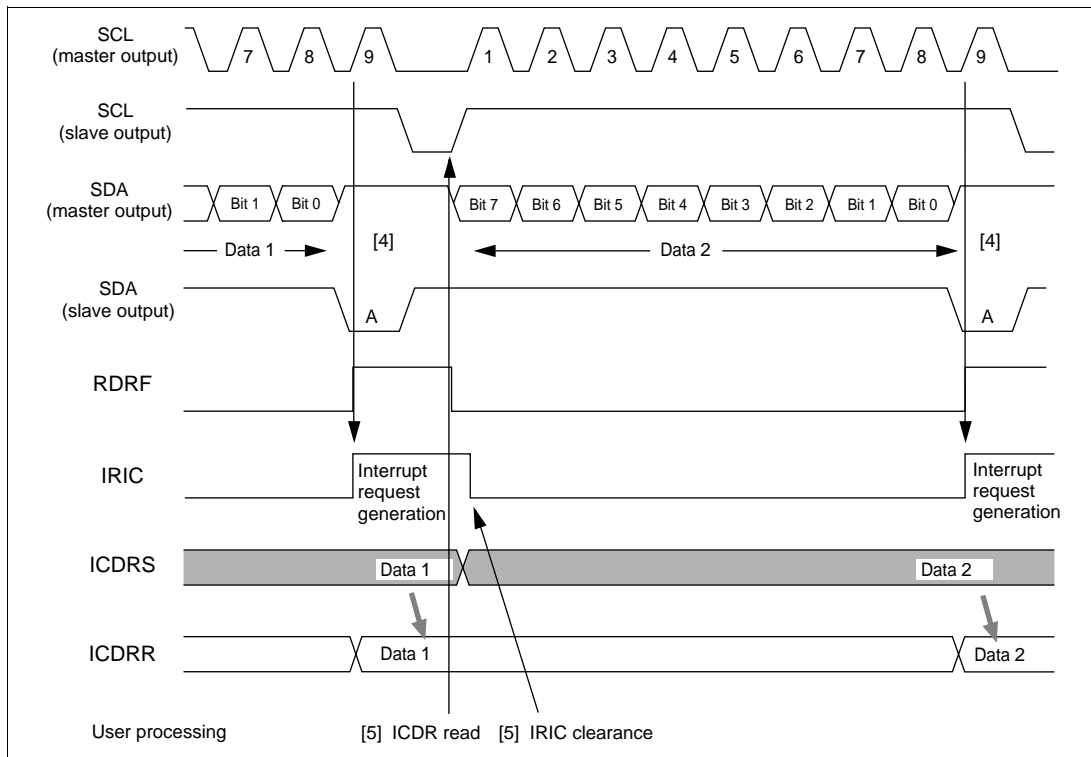 SCL
(master output)
7 8 9 1 2 3 4 5 6 7 8 9
SCL
(slave output)
SDA
(master output)
Bit 1 Bit 0 Bit 7 Bit 6 Bit 5 Bit 4 Bit 3 Bit 2 Bit 1 Bit 0
Data 1 [4] Data 2 [4]
SDA
(slave output)
A A
RDRF
IRIC
Interrupt
request
generation
Interrupt
request
generation
ICDRS
Data 1 Data 2
ICDRR
Data 1 Data 2
User processing [5] ICDR read [5] IRIC clearance